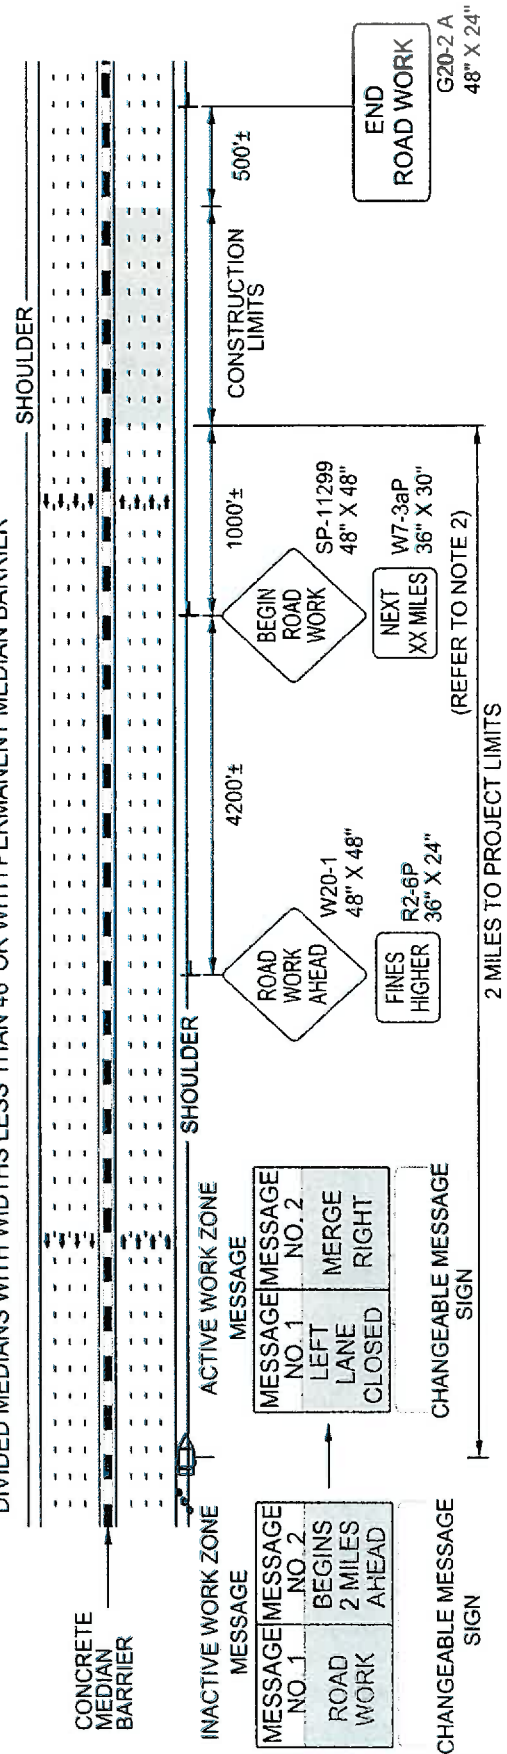 DIVIDED MEDIANS WITH WIDTHS LESS THAN 46' OR WITH PERMANENT MEDIAN BARRIER
SHOULDER
CONCRETE
MEDIAN
BARRIER
SHOULDER
4200'±
1000'±
CONSTRUCTION
LIMITS
500'±
INACTIVE WORK ZONE
MESSAGE
MESSAGE NO. 1
ROAD
WORK
MESSAGE NO. 2
BEGINS
2 MILES
AHEAD
CHANGEABLE MESSAGE
SIGN
ACTIVE WORK ZONE
MESSAGE
MESSAGE NO. 1
LEFT
LANE
CLOSED
MESSAGE NO. 2
MERGE
RIGHT
CHANGEABLE MESSAGE
SIGN
ROAD
WORK
AHEAD
W20-1
48" X 48"
FINES
HIGHER
R2-6P
36" X 24"
BEGIN
ROAD
WORK
SP-11299
48" X 48"
NEXT
XX MILES
W7-3aP
36" X 30"
(REFER TO NOTE 2)
2 MILES TO PROJECT LIMITS
END
ROAD WORK
G20-2 A
48" X 24"